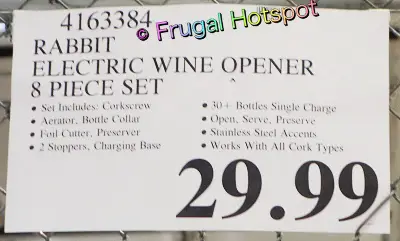 4163384
© Frugal Hotspot
RABBIT
ELECTRIC WINE OPENER
8 PIECE SET
• Set Includes: Corkscrew
• Aerator, Bottle Collar
• Foil Cutter, Preserver
• 2 Stoppers, Charging Base
• 30+ Bottles Single Charge
• Open, Serve, Preserve
• Stainless Steel Accents
• Works With All Cork Types
29.99